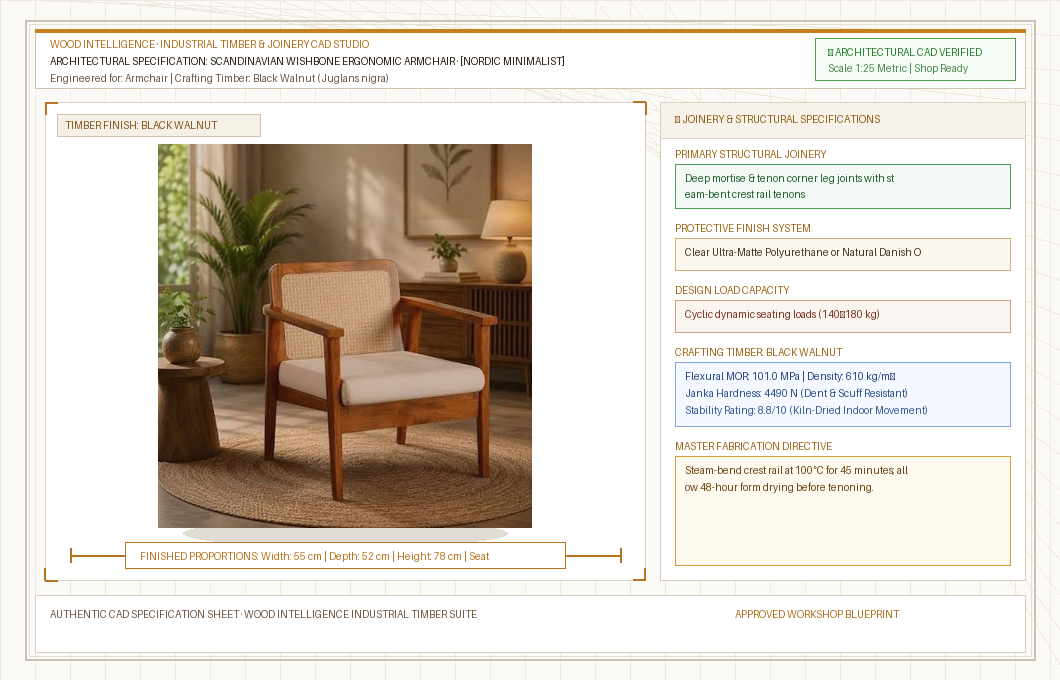 WOOD INTELLIGENCE · INDUSTRIAL TIMBER & JOINERY CAD STUDIO
ARCHITECTURAL SPECIFICATION: SCANDINAVIAN WISHBONE ERGONOMIC ARMCHAIR · [NORDIC MINIMALIST]
Engineered for: Armchair | Crafting Timber: Black Walnut (Juglans nigra)
ARCHITECTURAL CAD VERIFIED
Scale 1:25 Metric | Shop Ready
TIMBER FINISH: BLACK WALNUT
FINISHED PROPORTIONS: Width: 55 cm | Depth: 52 cm | Height: 78 cm | Seat
JOINERY & STRUCTURAL SPECIFICATIONS
PRIMARY STRUCTURAL JOINERY
Deep mortise & tenon corner leg joints with st
eam-bent crest rail tenons
PROTECTIVE FINISH SYSTEM
Clear Ultra-Matte Polyurethane or Natural Danish O
DESIGN LOAD CAPACITY
Cyclic dynamic seating loads (140▯180 kg)
CRAFTING TIMBER: BLACK WALNUT
Flexural MOR: 101.0 MPa | Density: 610 kg/m▯
Janka Hardness: 4490 N (Dent & Scuff Resistant)
Stability Rating: 8.8/10 (Kiln-Dried Indoor Movement)
MASTER FABRICATION DIRECTIVE
Steam-bend crest rail at 100°C for 45 minutes; all
ow 48-hour form drying before tenoning.
AUTHENTIC CAD SPECIFICATION SHEET · WOOD INTELLIGENCE INDUSTRIAL TIMBER SUITE
APPROVED WORKSHOP BLUEPRINT